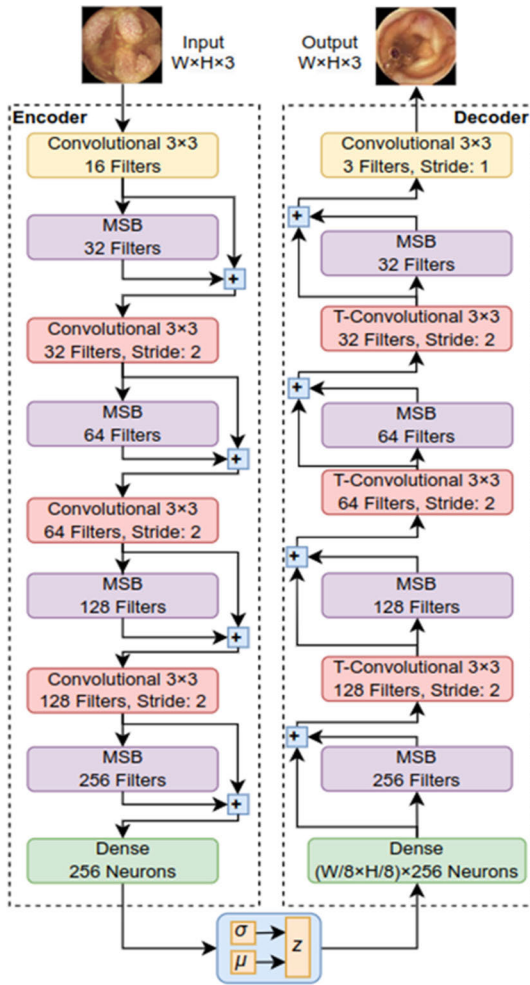 Input
W×H×3
Encoder
Convolutional 3×3
16 Filters
MSB
32 Filters
+
Convolutional 3×3
32 Filters, Stride: 2
MSB
64 Filters
+
Convolutional 3×3
64 Filters, Stride: 2
MSB
128 Filters
+
Convolutional 3×3
128 Filters, Stride: 2
MSB
256 Filters
+
Dense
256 Neurons
σ
μ
z
Output
W×H×3
Decoder
Convolutional 3×3
3 Filters, Stride: 1
+
MSB
32 Filters
T-Convolutional 3×3
32 Filters, Stride: 2
+
MSB
64 Filters
T-Convolutional 3×3
64 Filters, Stride: 2
+
MSB
128 Filters
T-Convolutional 3×3
128 Filters, Stride: 2
+
MSB
256 Filters
Dense
(W/8×H/8)×256 Neurons